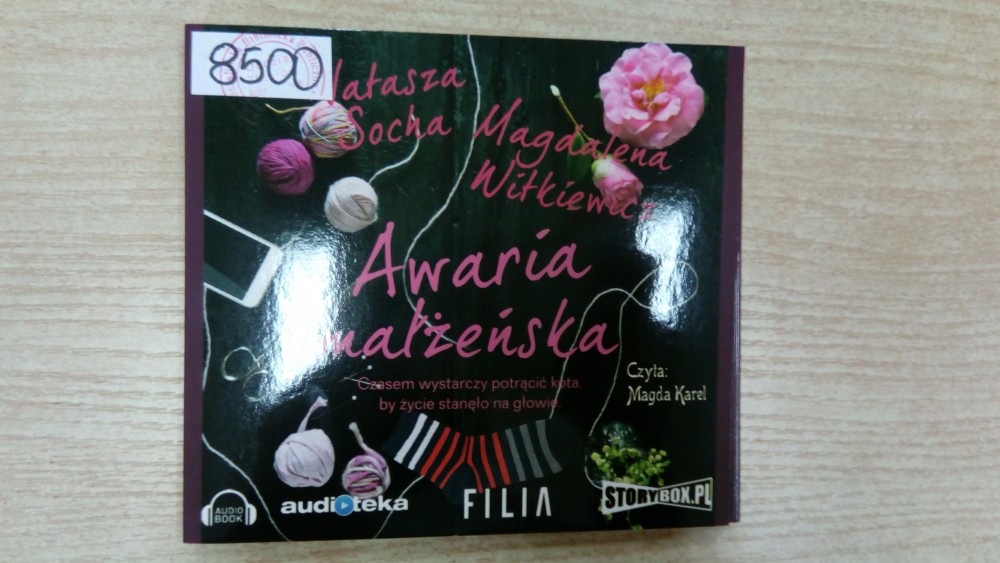 8500
Natasza
Socha
Magdalena
Witkiewicz
Awaria
małżeńska
Czasem wystarczy potrącić kota,
by życie stanęło na głowie.
Czyta:
Magda Karel
AUDIO
BOOK
audioteka
FILIA
STORYBOX.PL